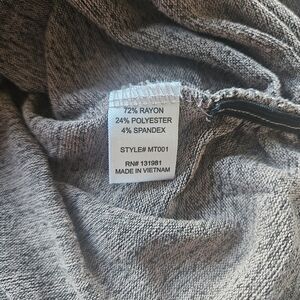 72% RAYON
24% POLYESTER
4% SPANDEX
STYLE# MT001
RN# 131981
MADE IN VIETNAM